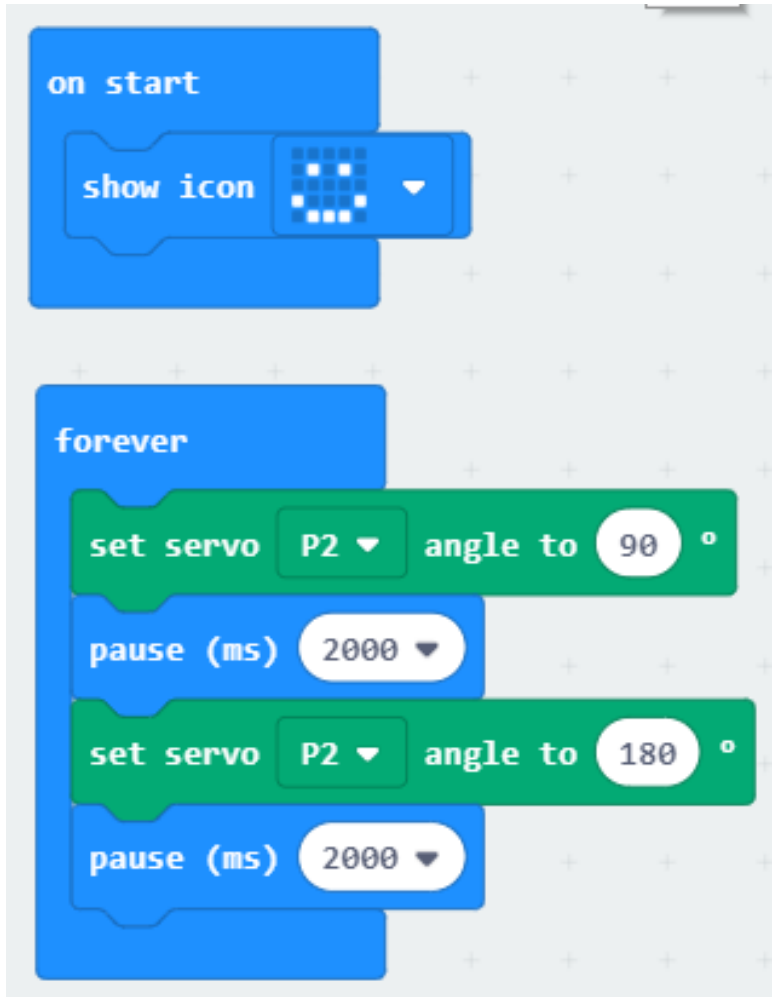 on start
show icon
forever
set servo P2 angle to 90 °
pause (ms) 2000
set servo P2 angle to 180 °
pause (ms) 2000